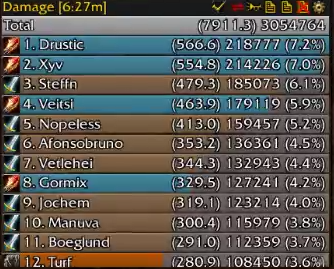 Damage [6:27m]
Total (7911.3) 3054764
1. Drustic (566.6) 218777 (7.2%)
2. Xyv (554.8) 214226 (7.0%)
3. Steffn (479.3) 185073 (6.1%)
4. Veitsi (463.9) 179119 (5.9%)
5. Nopeless (413.0) 159457 (5.2%)
6. Afonsobruno (353.2) 136361 (4.5%)
7. Vetlehei (344.3) 132943 (4.4%)
8. Gormix (329.5) 127241 (4.2%)
9. Jochem (319.1) 123214 (4.0%)
10. Manuva (300.4) 115979 (3.8%)
11. Boeglund (291.0) 112359 (3.7%)
12. Turf (280.9) 108450 (3.6%)